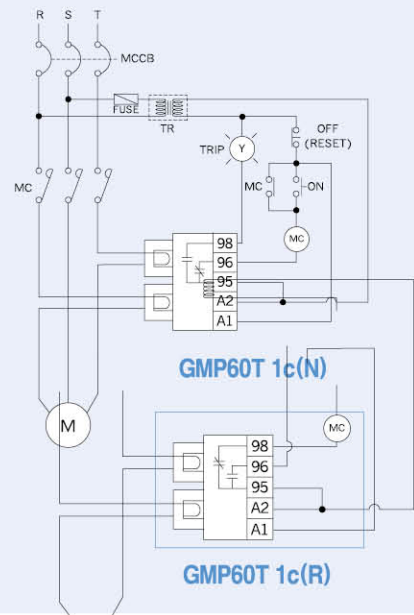 R S T
MCCB
FUSE
TR
OFF
(RESET)
TRIP
Y
MC
MC
ON
MC
98
96
95
A2
A1
GMP60T 1c(N)
M
MC
98
96
95
A2
A1
GMP60T 1c(R)